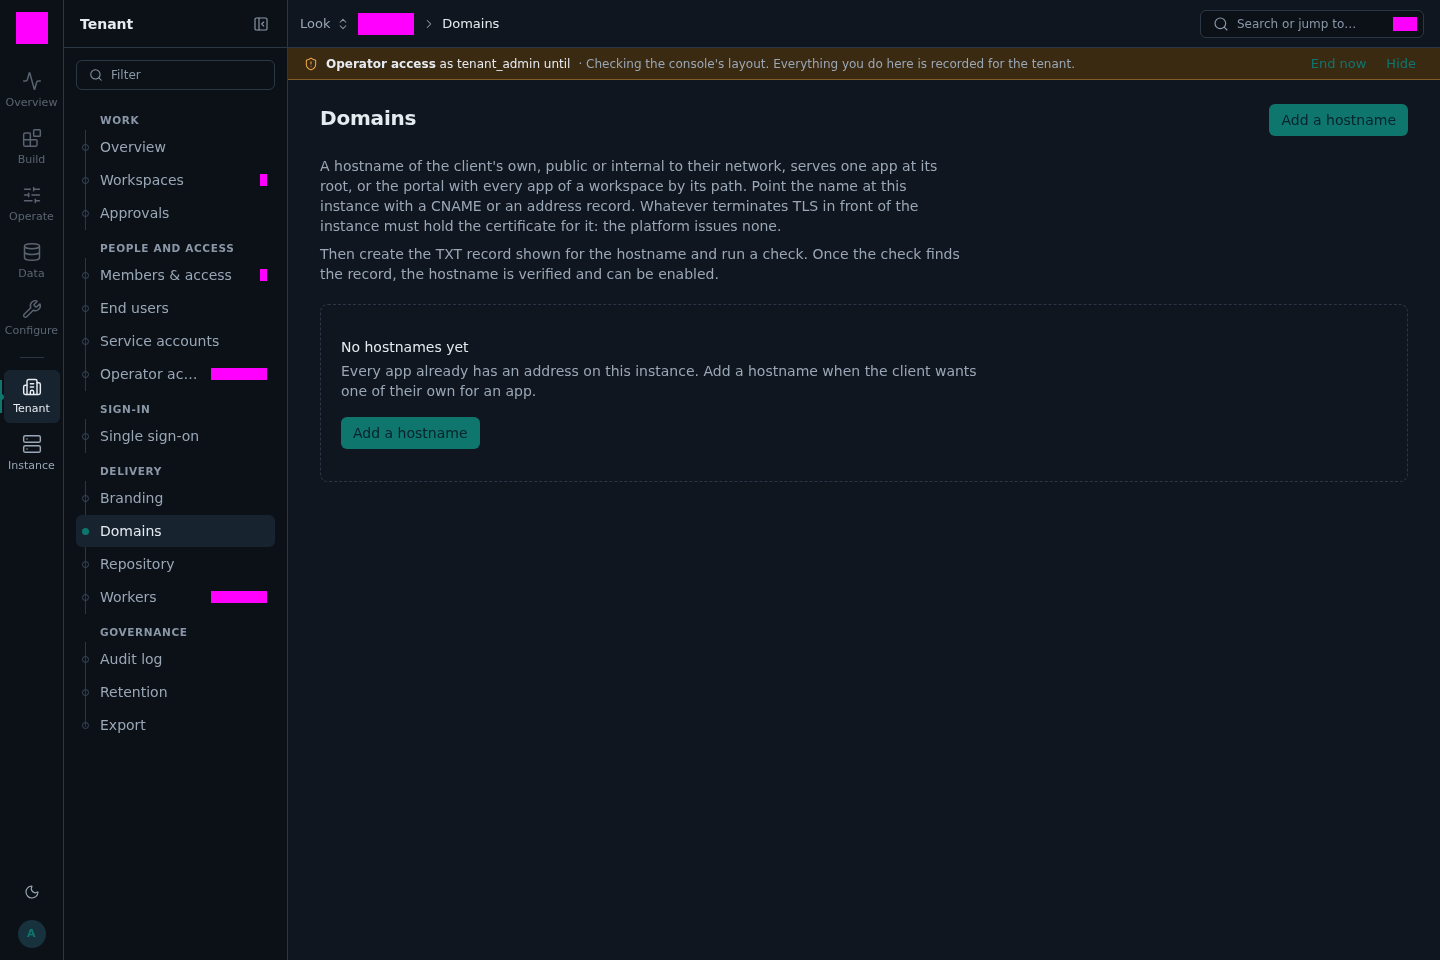 Tenant
Look
Domains
Search or jump to...
Operator access as tenant_admin until · Checking the console's layout. Everything you do here is recorded for the tenant.
End now
Hide
Overview
Build
Operate
Data
Configure
Tenant
Instance
A
Filter
WORK
Overview
Workspaces
Approvals
PEOPLE AND ACCESS
Members & access
End users
Service accounts
Operator ac...
SIGN-IN
Single sign-on
DELIVERY
Branding
Domains
Repository
Workers
GOVERNANCE
Audit log
Retention
Export
Domains
Add a hostname
A hostname of the client's own, public or internal to their network, serves one app at its
root, or the portal with every app of a workspace by its path. Point the name at this
instance with a CNAME or an address record. Whatever terminates TLS in front of the
instance must hold the certificate for it: the platform issues none.
Then create the TXT record shown for the hostname and run a check. Once the check finds
the record, the hostname is verified and can be enabled.
No hostnames yet
Every app already has an address on this instance. Add a hostname when the client wants
one of their own for an app.
Add a hostname